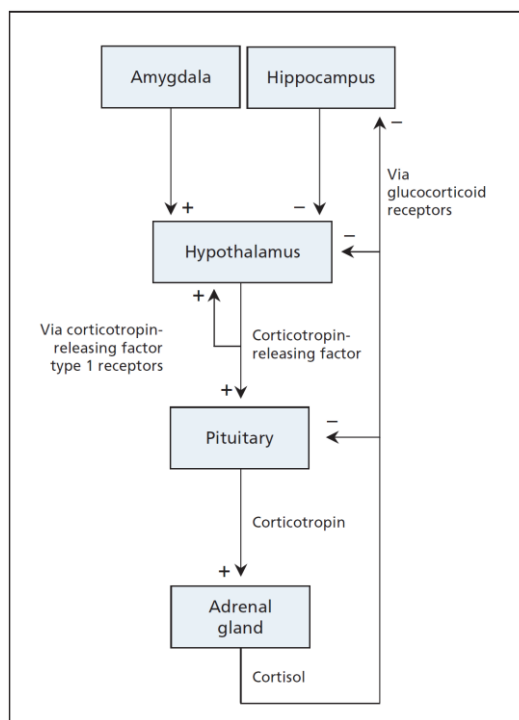 Amygdala
Hippocampus
−
Via
glucocorticoid
receptors
+
−
−
Hypothalamus
+
Via corticotropin-
releasing factor
type 1 receptors
Corticotropin-
releasing factor
+
−
Pituitary
Corticotropin
+
Adrenal
gland
Cortisol